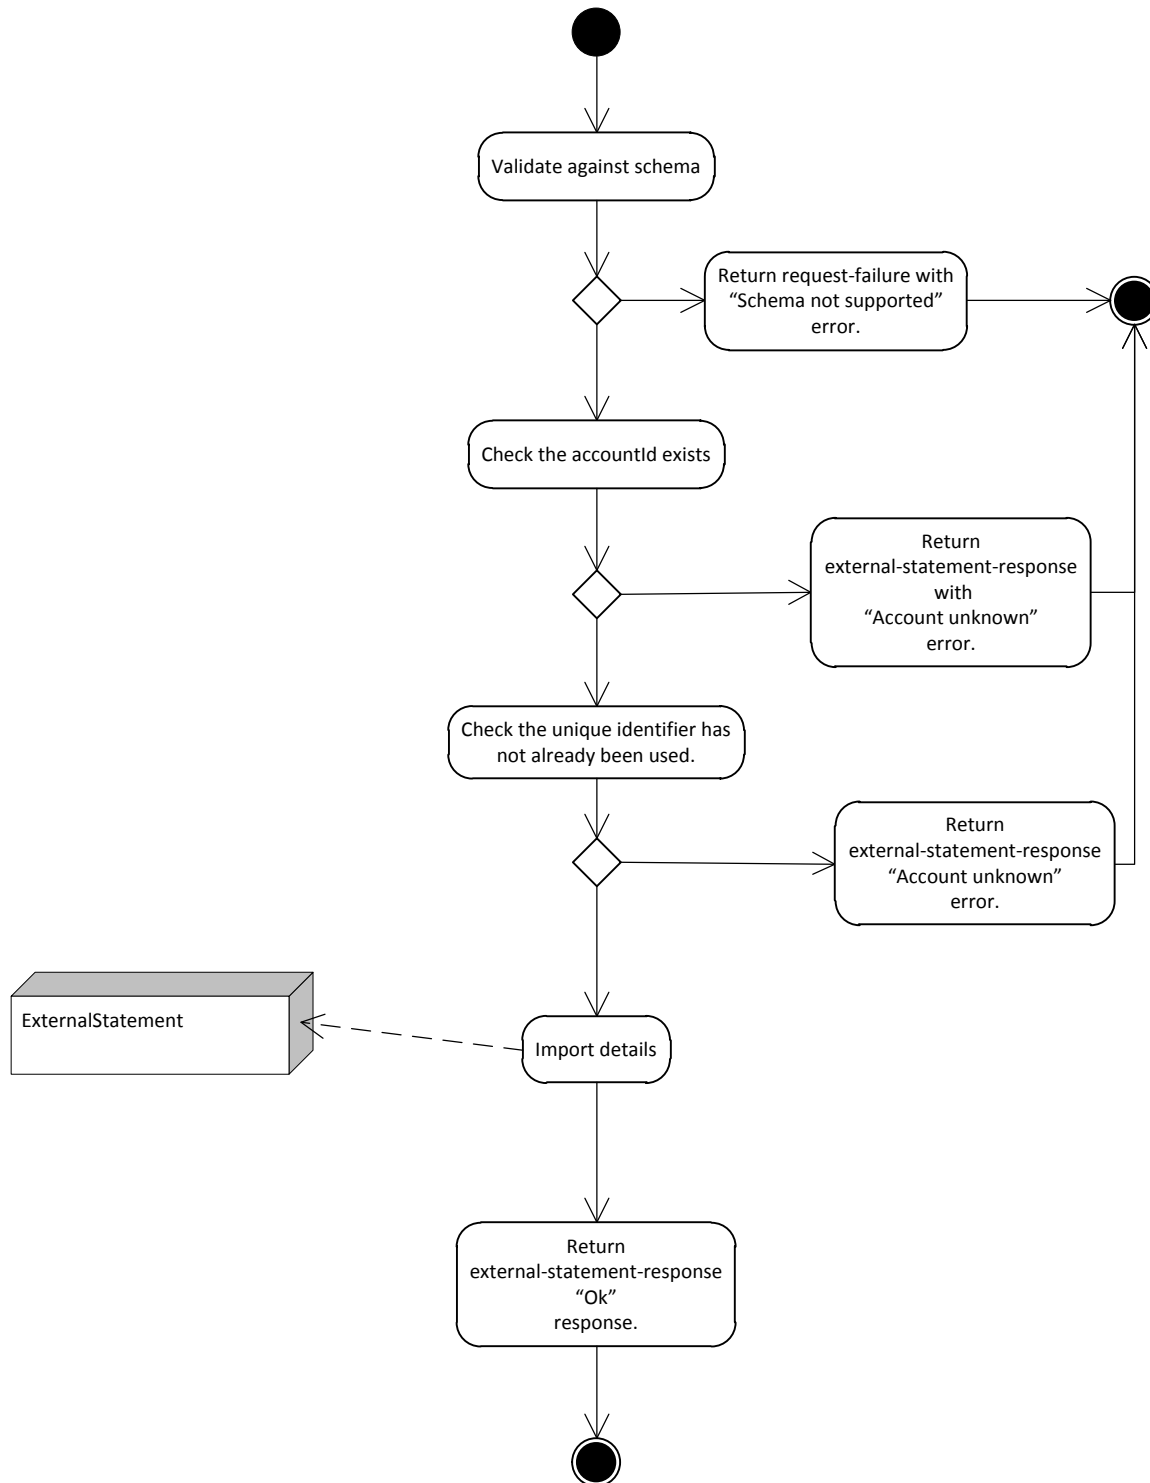 Validate against schema
Return request-failure with
“Schema not supported”
error.
Check the accountId exists
Return
external-statement-response
with
“Account unknown”
error.
Check the unique identifier has
not already been used.
Return
external-statement-response
“Account unknown”
error.
ExternalStatement
Import details
Return
external-statement-response
“Ok”
response.